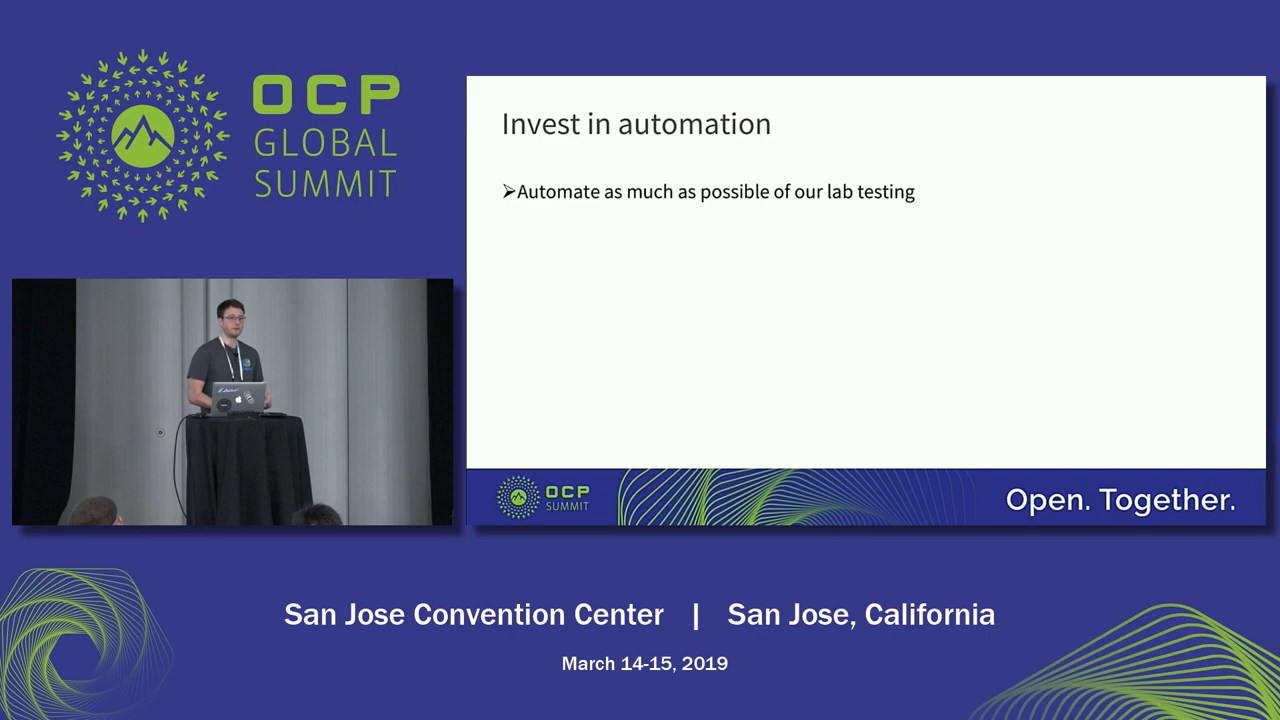 OCP
GLOBAL
SUMMIT
Invest in automation
➢Automate as much as possible of our lab testing
OCP
SUMMIT
Open. Together.
San Jose Convention Center | San Jose, California
March 14-15, 2019